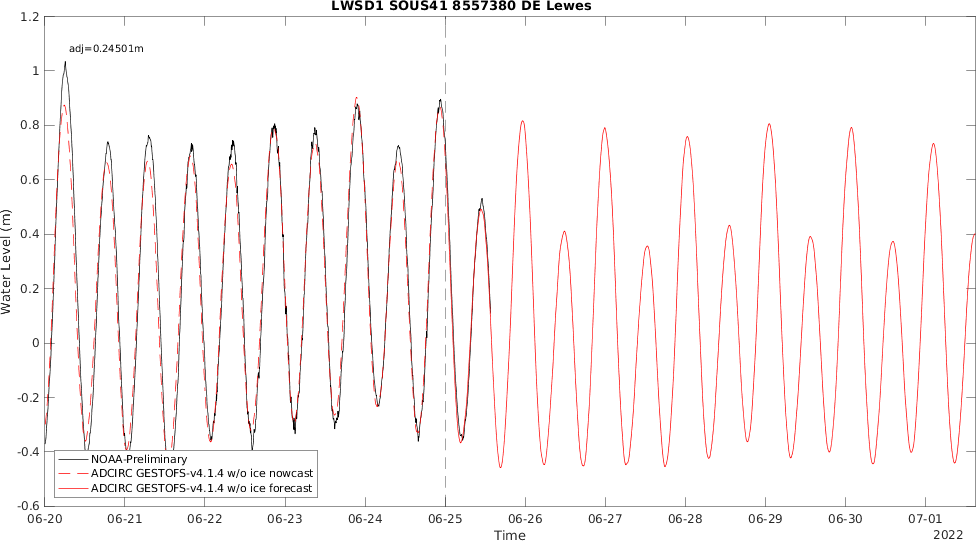 LWSD1 SOUS41 8557380 DE Lewes
1.2
adj=0.24501m
1
0.8
0.6
0.4
0.2
0
-0.2
-0.4
-0.6
Water Level (m)
NOAA-Preliminary
ADCIRC GESTOFS-v4.1.4 w/o ice nowcast
ADCIRC GESTOFS-v4.1.4 w/o ice forecast
06-20 06-21 06-22 06-23 06-24 06-25 06-26 06-27 06-28 06-29 06-30 07-01
Time
2022